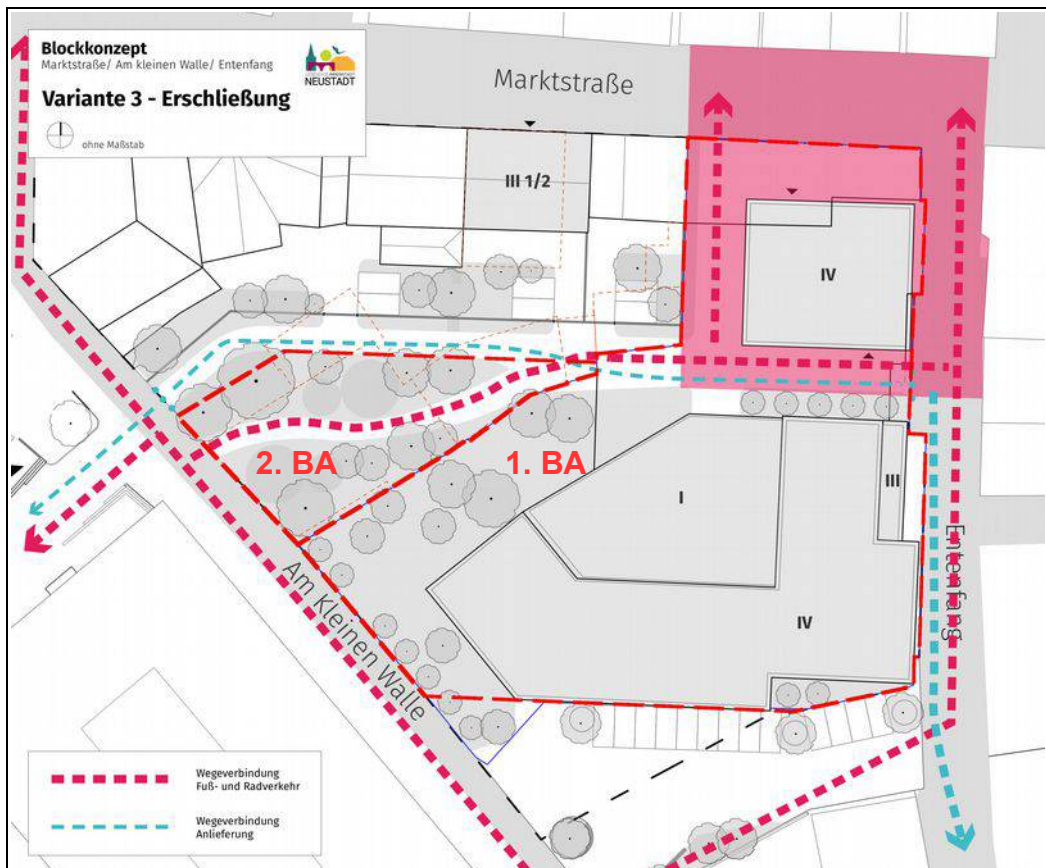 Blockkonzept
Marktstraße/ Am kleinen Walle/ Entenfang
NEUSTADT
Variante 3 - Erschließung
ohne Maßstab
Marktstraße
III 1/2
IV
2. BA
1. BA
I
III
IV
Entenfang
Am Kleinen Walle
Wegeverbindung
Fuß- und Radverkehr
Wegeverbindung
Anlieferung